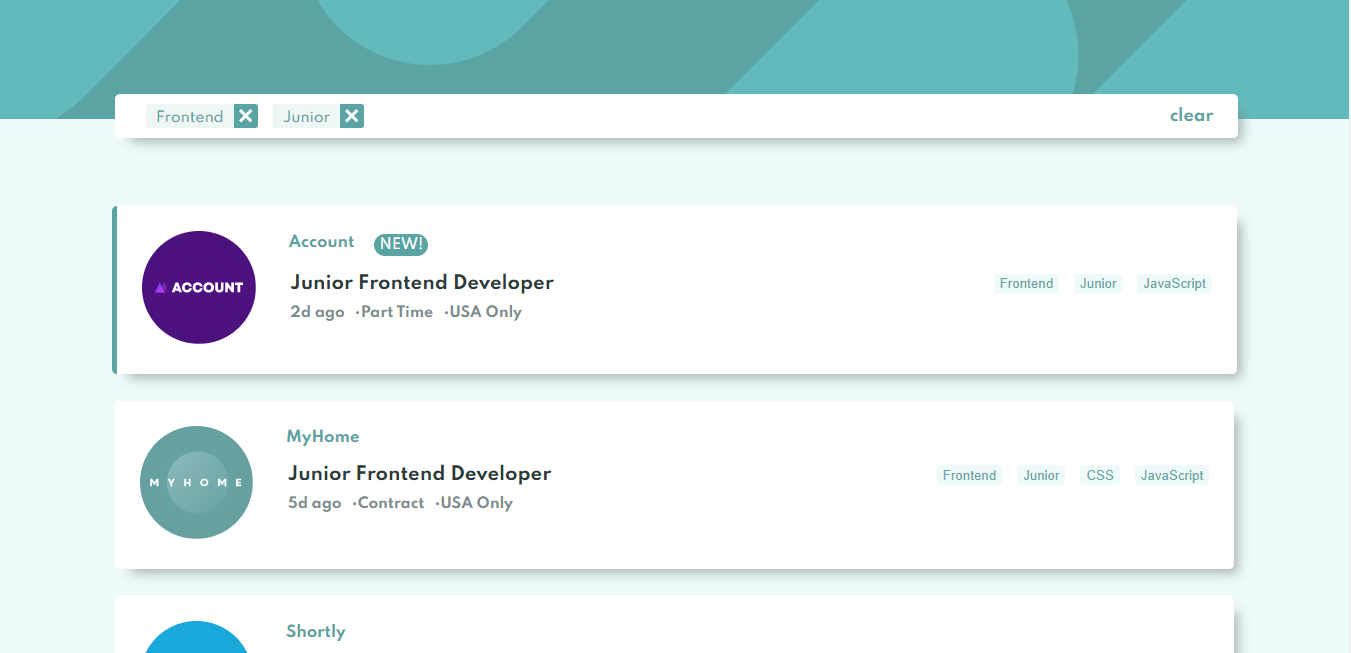 Frontend Junior clear
Account NEW!
ACCOUNT
Junior Frontend Developer
Frontend Junior JavaScript
2d ago ·Part Time ·USA Only
MyHome
MYHOME
Junior Frontend Developer
Frontend Junior CSS JavaScript
5d ago ·Contract ·USA Only
Shortly